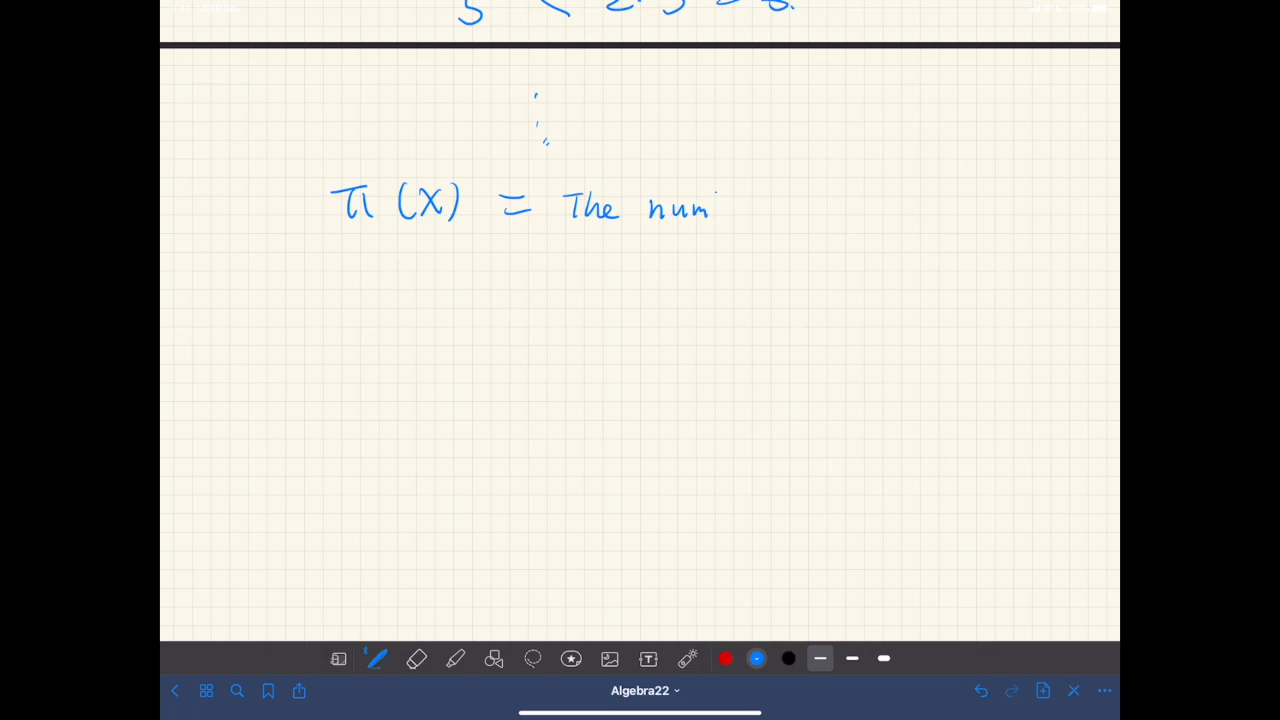 π (X) = The num
Algebra22